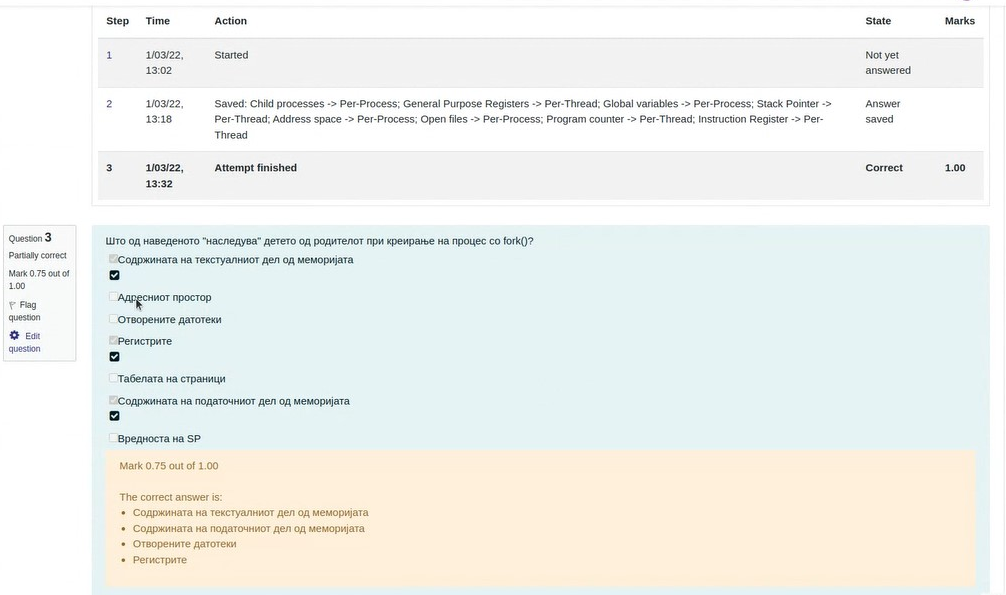 Step Time Action State Marks
1 1/03/22, Started Not yet
13:02 answered
2 1/03/22, Saved: Child processes -> Per-Process; General Purpose Registers -> Per-Thread; Global variables -> Per-Process; Stack Pointer -> Answer
13:18 Per-Thread; Address space -> Per-Process; Open files -> Per-Process; Program counter -> Per-Thread; Instruction Register -> Per- saved
Thread
3 1/03/22, Attempt finished Correct 1.00
13:32
Question 3
Partially correct
Mark 0.75 out of
1.00
Flag
question
Edit
question
Што од наведеното "наследува" детето од родителот при креирање на процес со fork()?
Содржината на текстуалниот дел од меморијата
Адресниот простор
Отворените датотеки
Регистрите
Табелата на страници
Содржината на податочниот дел од меморијата
Вредноста на SP
Mark 0.75 out of 1.00
The correct answer is:
• Содржината на текстуалниот дел од меморијата
• Содржината на податочниот дел од меморијата
• Отворените датотеки
• Регистрите